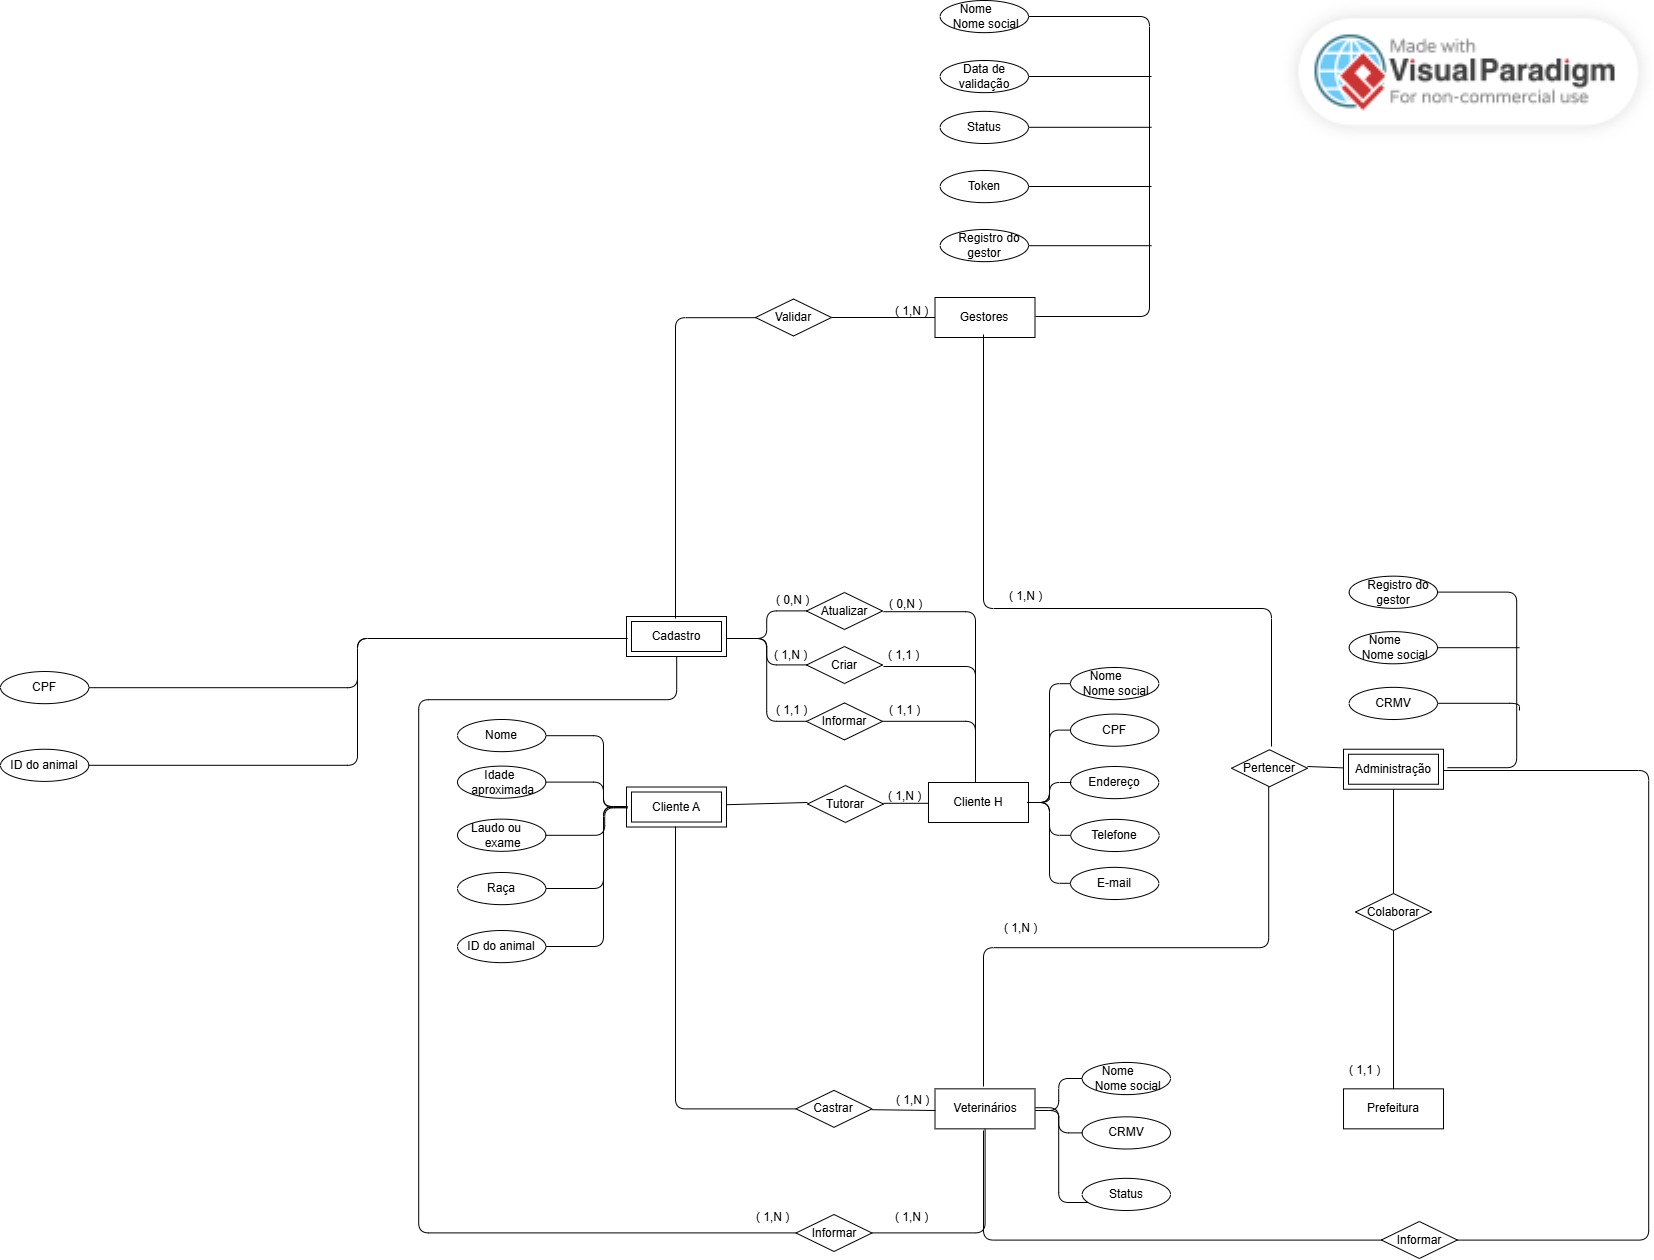 Nome
Nome social
Made with
Visual Paradigm
For non-commercial use
Data de
validação
Status
Token
Registro do
gestor
Validar
( 1,N )
Gestores
( 1,N )
Registro do
gestor
( 0,N )
Atualizar
( 0,N )
Cadastro
Nome
Nome social
( 1,N )
Criar
( 1,1 )
CPF
Nome
Nome social
CRMV
( 1,1 )
Informar
( 1,1 )
Nome
CPF
ID do animal
Pertencer
Administração
Idade
aproximada
Endereço
Cliente A
Tutorar
( 1,N )
Cliente H
Laudo ou
exame
Telefone
Raça
E-mail
Colaborar
( 1,N )
ID do animal
( 1,1 )
Nome
Nome social
Castrar
( 1,N )
Veterinários
Prefeitura
CRMV
Status
( 1,N )
Informar
( 1,N )
Informar